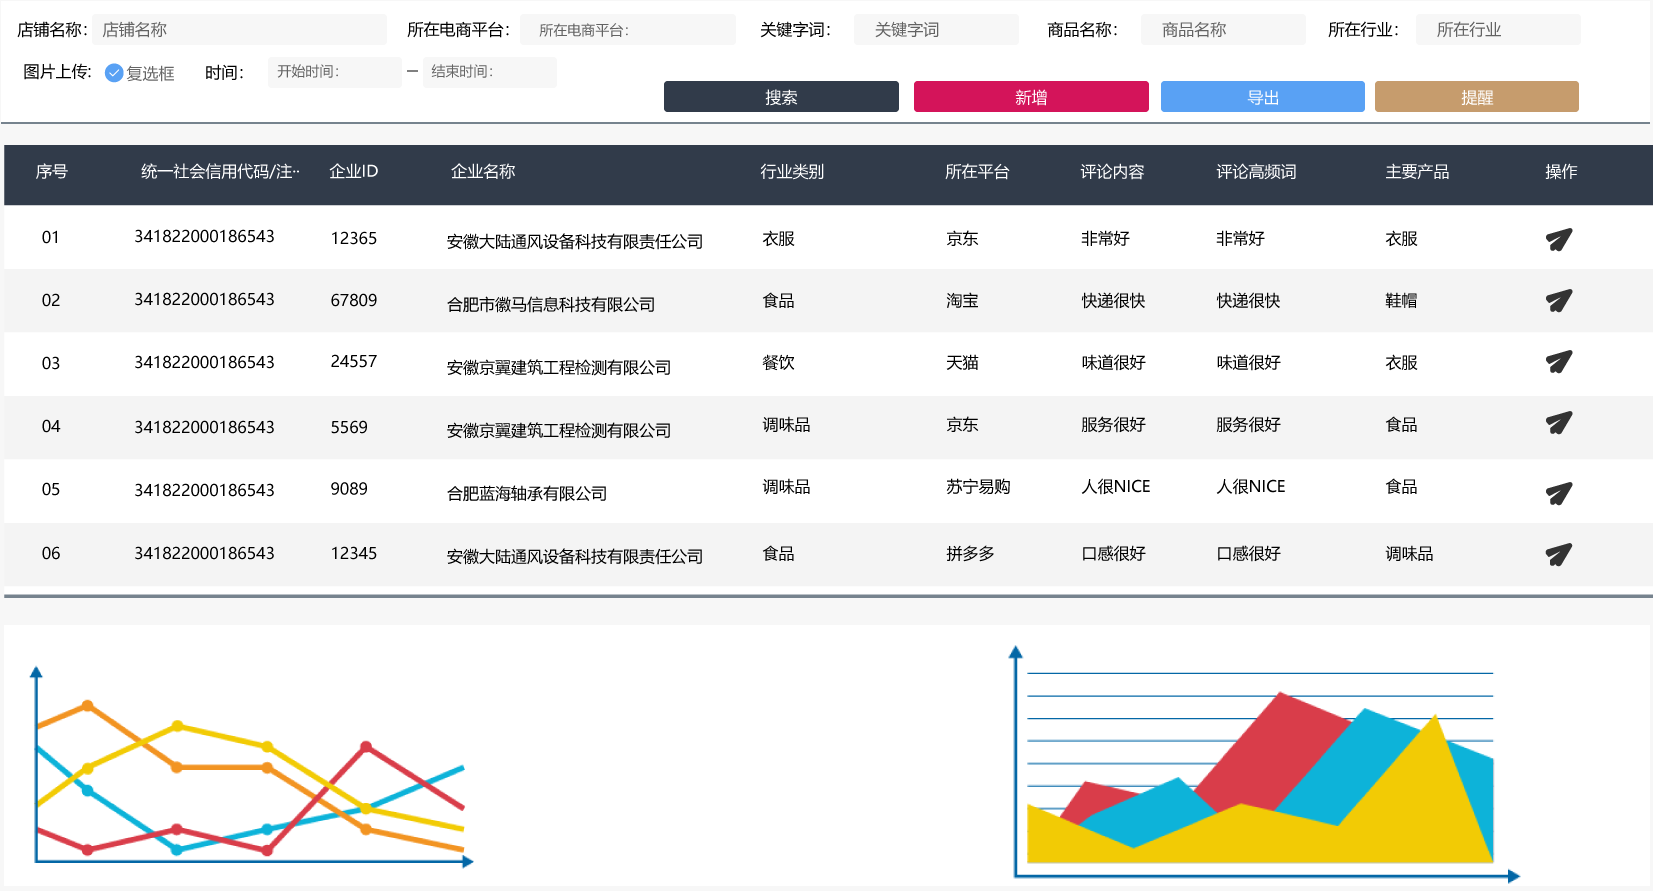 店铺名称： 店铺名称 所在电商平台： 所在电商平台： 关键字词： 关键字词 商品名称： 商品名称 所在行业： 所在行业
图片上传： 复选框 时间： 开始时间： — 结束时间：
搜索 新增 导出 提醒
序号 统一社会信用代码/注·· 企业ID 企业名称 行业类别 所在平台 评论内容 评论高频词 主要产品 操作
01 341822000186543 12365 安徽大陆通风设备科技有限责任公司 衣服 京东 非常好 非常好 衣服
02 341822000186543 67809 合肥市徽马信息科技有限公司 食品 淘宝 快递很快 快递很快 鞋帽
03 341822000186543 24557 安徽京翼建筑工程检测有限公司 餐饮 天猫 味道很好 味道很好 衣服
04 341822000186543 5569 安徽京翼建筑工程检测有限公司 调味品 京东 服务很好 服务很好 食品
05 341822000186543 9089 合肥蓝海轴承有限公司 调味品 苏宁易购 人很NICE 人很NICE 食品
06 341822000186543 12345 安徽大陆通风设备科技有限责任公司 食品 拼多多 口感很好 口感很好 调味品